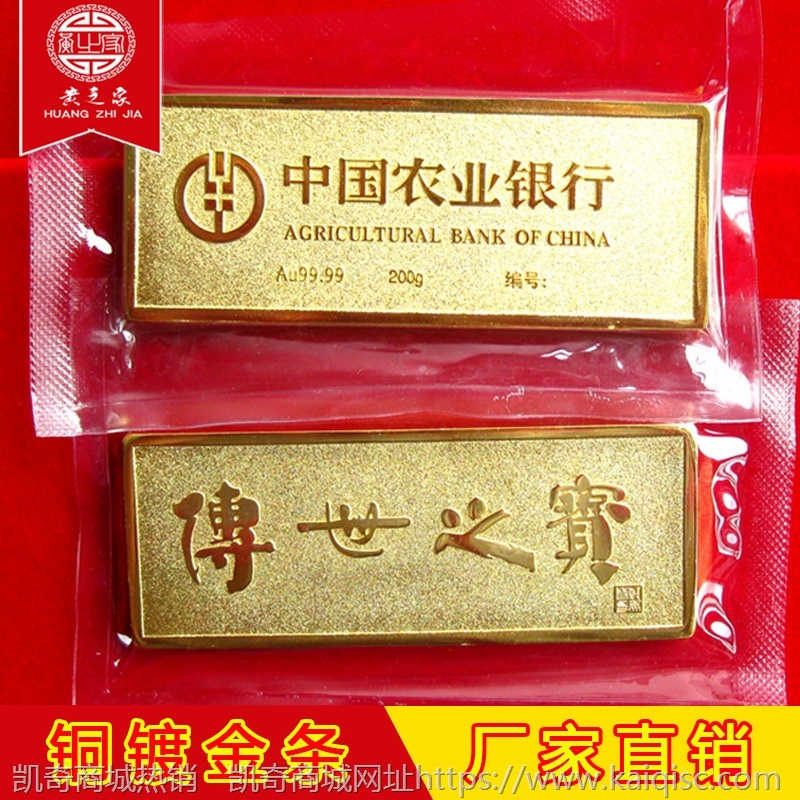 黄之家
HUANG ZHI JIA
中国农业银行
AGRICULTURAL BANK OF CHINA
Au99.99 200g 编号:
傳世之寳
铜镀金条 厂家直销
凯奇商城热销 凯奇商城网址https://www.kaiqisc.com